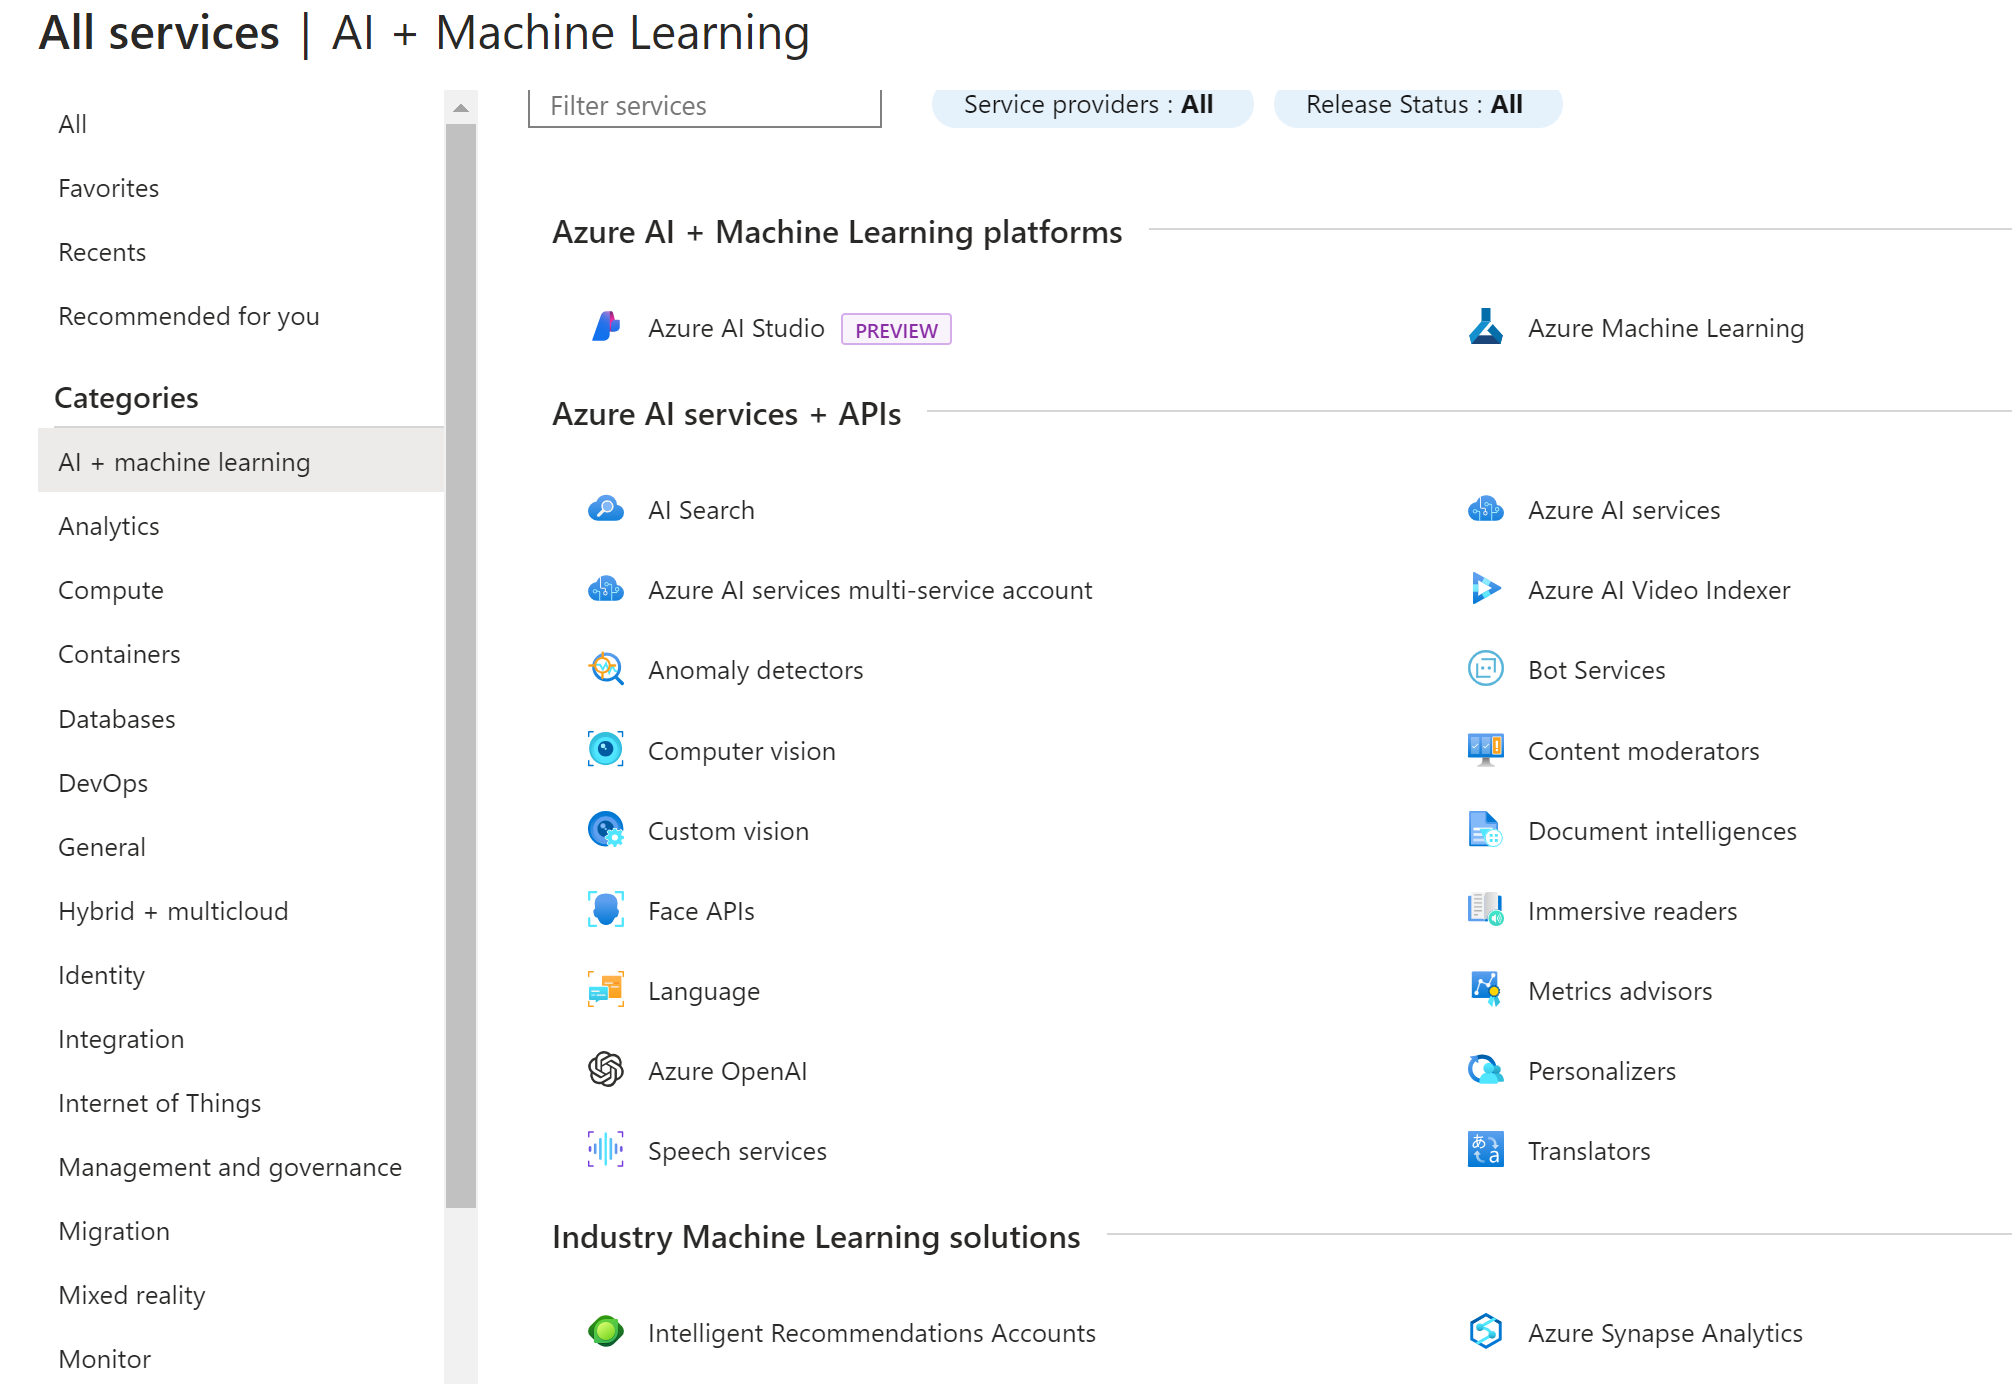 All services | AI + Machine Learning
All
Favorites
Recents
Recommended for you
Categories
AI + machine learning
Analytics
Compute
Containers
Databases
DevOps
General
Hybrid + multicloud
Identity
Integration
Internet of Things
Management and governance
Migration
Mixed reality
Monitor
Filter services
Service providers : All
Release Status : All
Azure AI + Machine Learning platforms
Azure AI Studio PREVIEW
Azure Machine Learning
Azure AI services + APIs
AI Search
Azure AI services
Azure AI services multi-service account
Azure AI Video Indexer
Anomaly detectors
Bot Services
Computer vision
Content moderators
Custom vision
Document intelligences
Face APIs
Immersive readers
Language
Metrics advisors
Azure OpenAI
Personalizers
Speech services
Translators
Industry Machine Learning solutions
Intelligent Recommendations Accounts
Azure Synapse Analytics